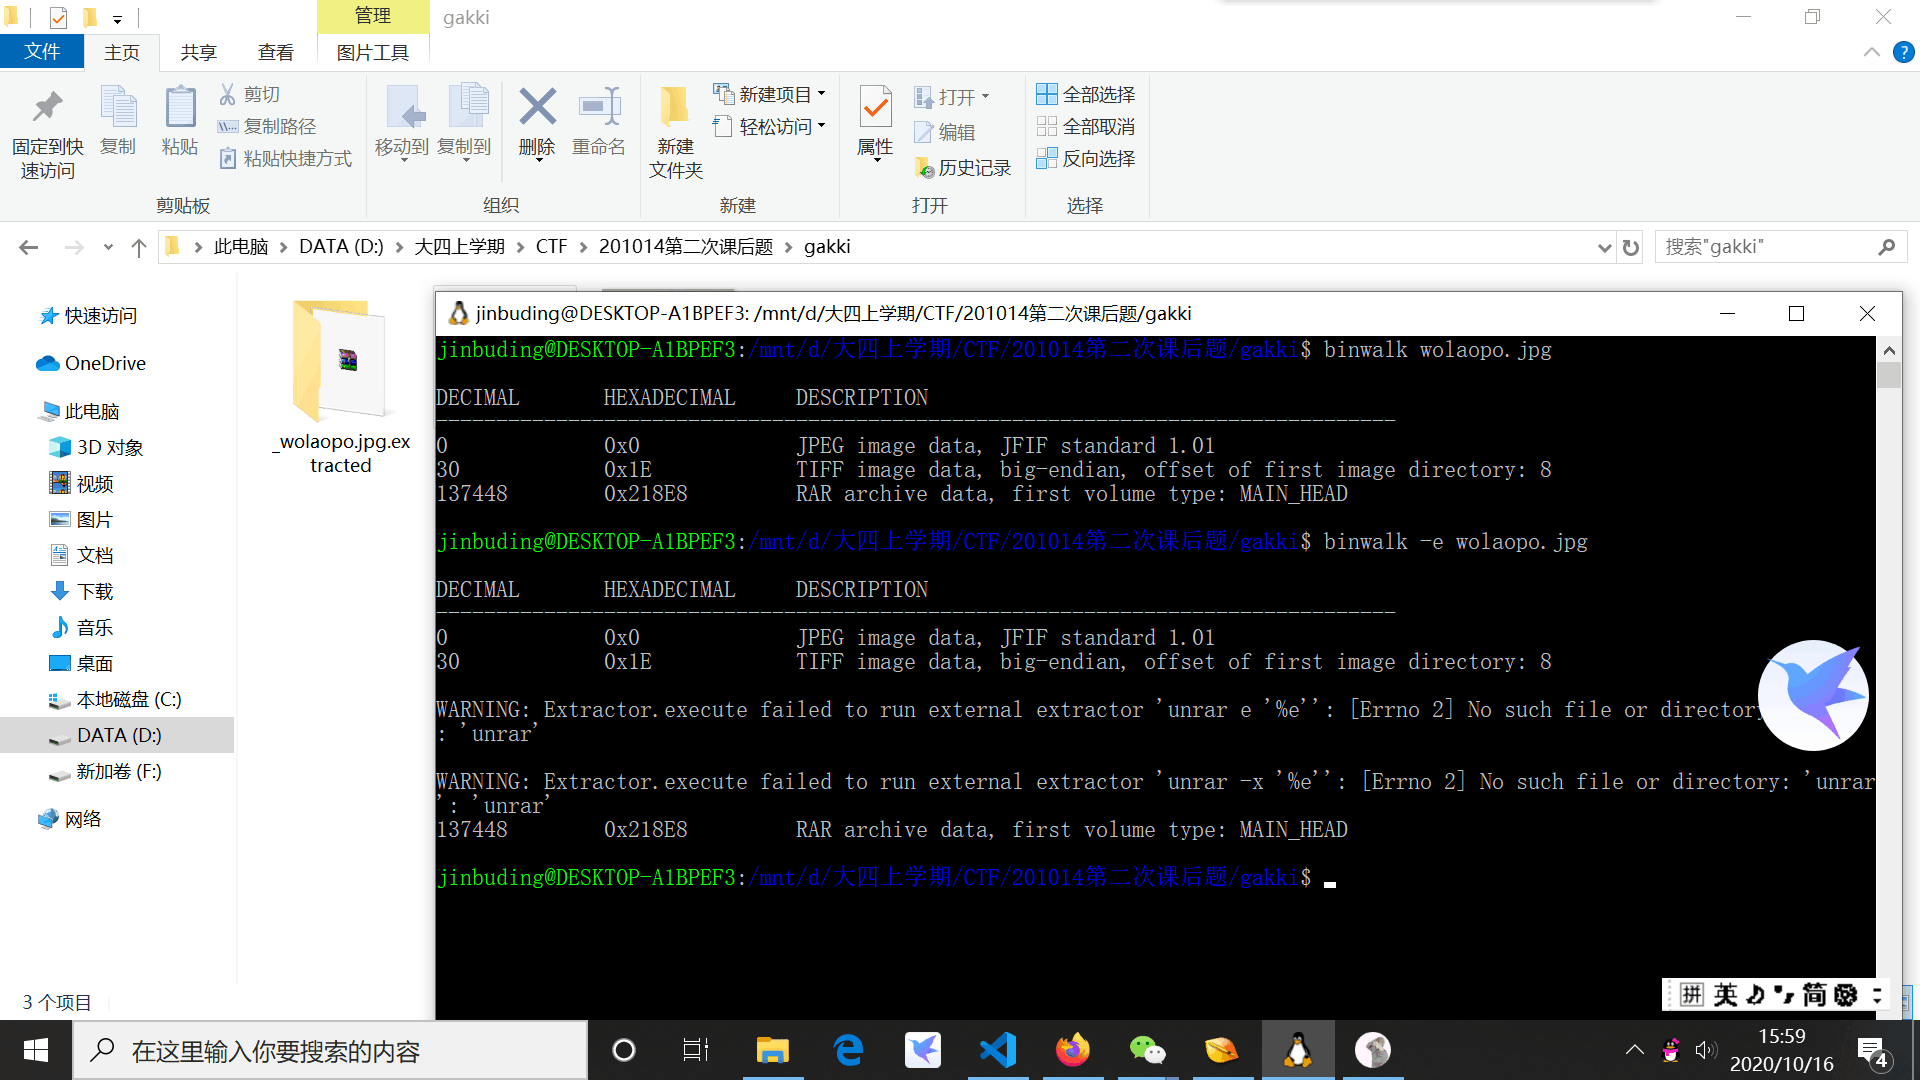 管理
gakki
文件
主页
共享
查看
图片工具
固定到快
速访问
复制
粘贴
剪切
复制路径
粘贴快捷方式
剪贴板
移动到
复制到
删除
重命名
组织
新建
文件夹
新建项目
轻松访问
新建
属性
打开
编辑
历史记录
打开
全部选择
全部取消
反向选择
选择
此电脑 > DATA (D:) > 大四上学期 > CTF > 201014第二次课后题 > gakki
搜索"gakki"
快速访问
OneDrive
此电脑
3D 对象
视频
图片
文档
下载
音乐
桌面
本地磁盘 (C:)
DATA (D:)
新加卷 (F:)
网络
_wolaopo.jpg.ex
tracted
3 个项目
jinbuding@DESKTOP-A1BPEF3: /mnt/d/大四上学期/CTF/201014第二次课后题/gakki
jinbuding@DESKTOP-A1BPEF3:/mnt/d/大四上学期/CTF/201014第二次课后题/gakki$ binwalk wolaopo.jpg
DECIMAL HEXADECIMAL DESCRIPTION
--------------------------------------------------------------------------------
0 0x0 JPEG image data, JFIF standard 1.01
30 0x1E TIFF image data, big-endian, offset of first image directory: 8
137448 0x218E8 RAR archive data, first volume type: MAIN_HEAD
jinbuding@DESKTOP-A1BPEF3:/mnt/d/大四上学期/CTF/201014第二次课后题/gakki$ binwalk -e wolaopo.jpg
DECIMAL HEXADECIMAL DESCRIPTION
--------------------------------------------------------------------------------
0 0x0 JPEG image data, JFIF standard 1.01
30 0x1E TIFF image data, big-endian, offset of first image directory: 8
WARNING: Extractor.execute failed to run external extractor 'unrar e '%e'': [Errno 2] No such file or directory
: 'unrar'
WARNING: Extractor.execute failed to run external extractor 'unrar -x '%e'': [Errno 2] No such file or directory: 'unrar
': 'unrar'
137448 0x218E8 RAR archive data, first volume type: MAIN_HEAD
jinbuding@DESKTOP-A1BPEF3:/mnt/d/大四上学期/CTF/201014第二次课后题/gakki$
拼 英 简
在这里输入你要搜索的内容
15:59
2020/10/16
4